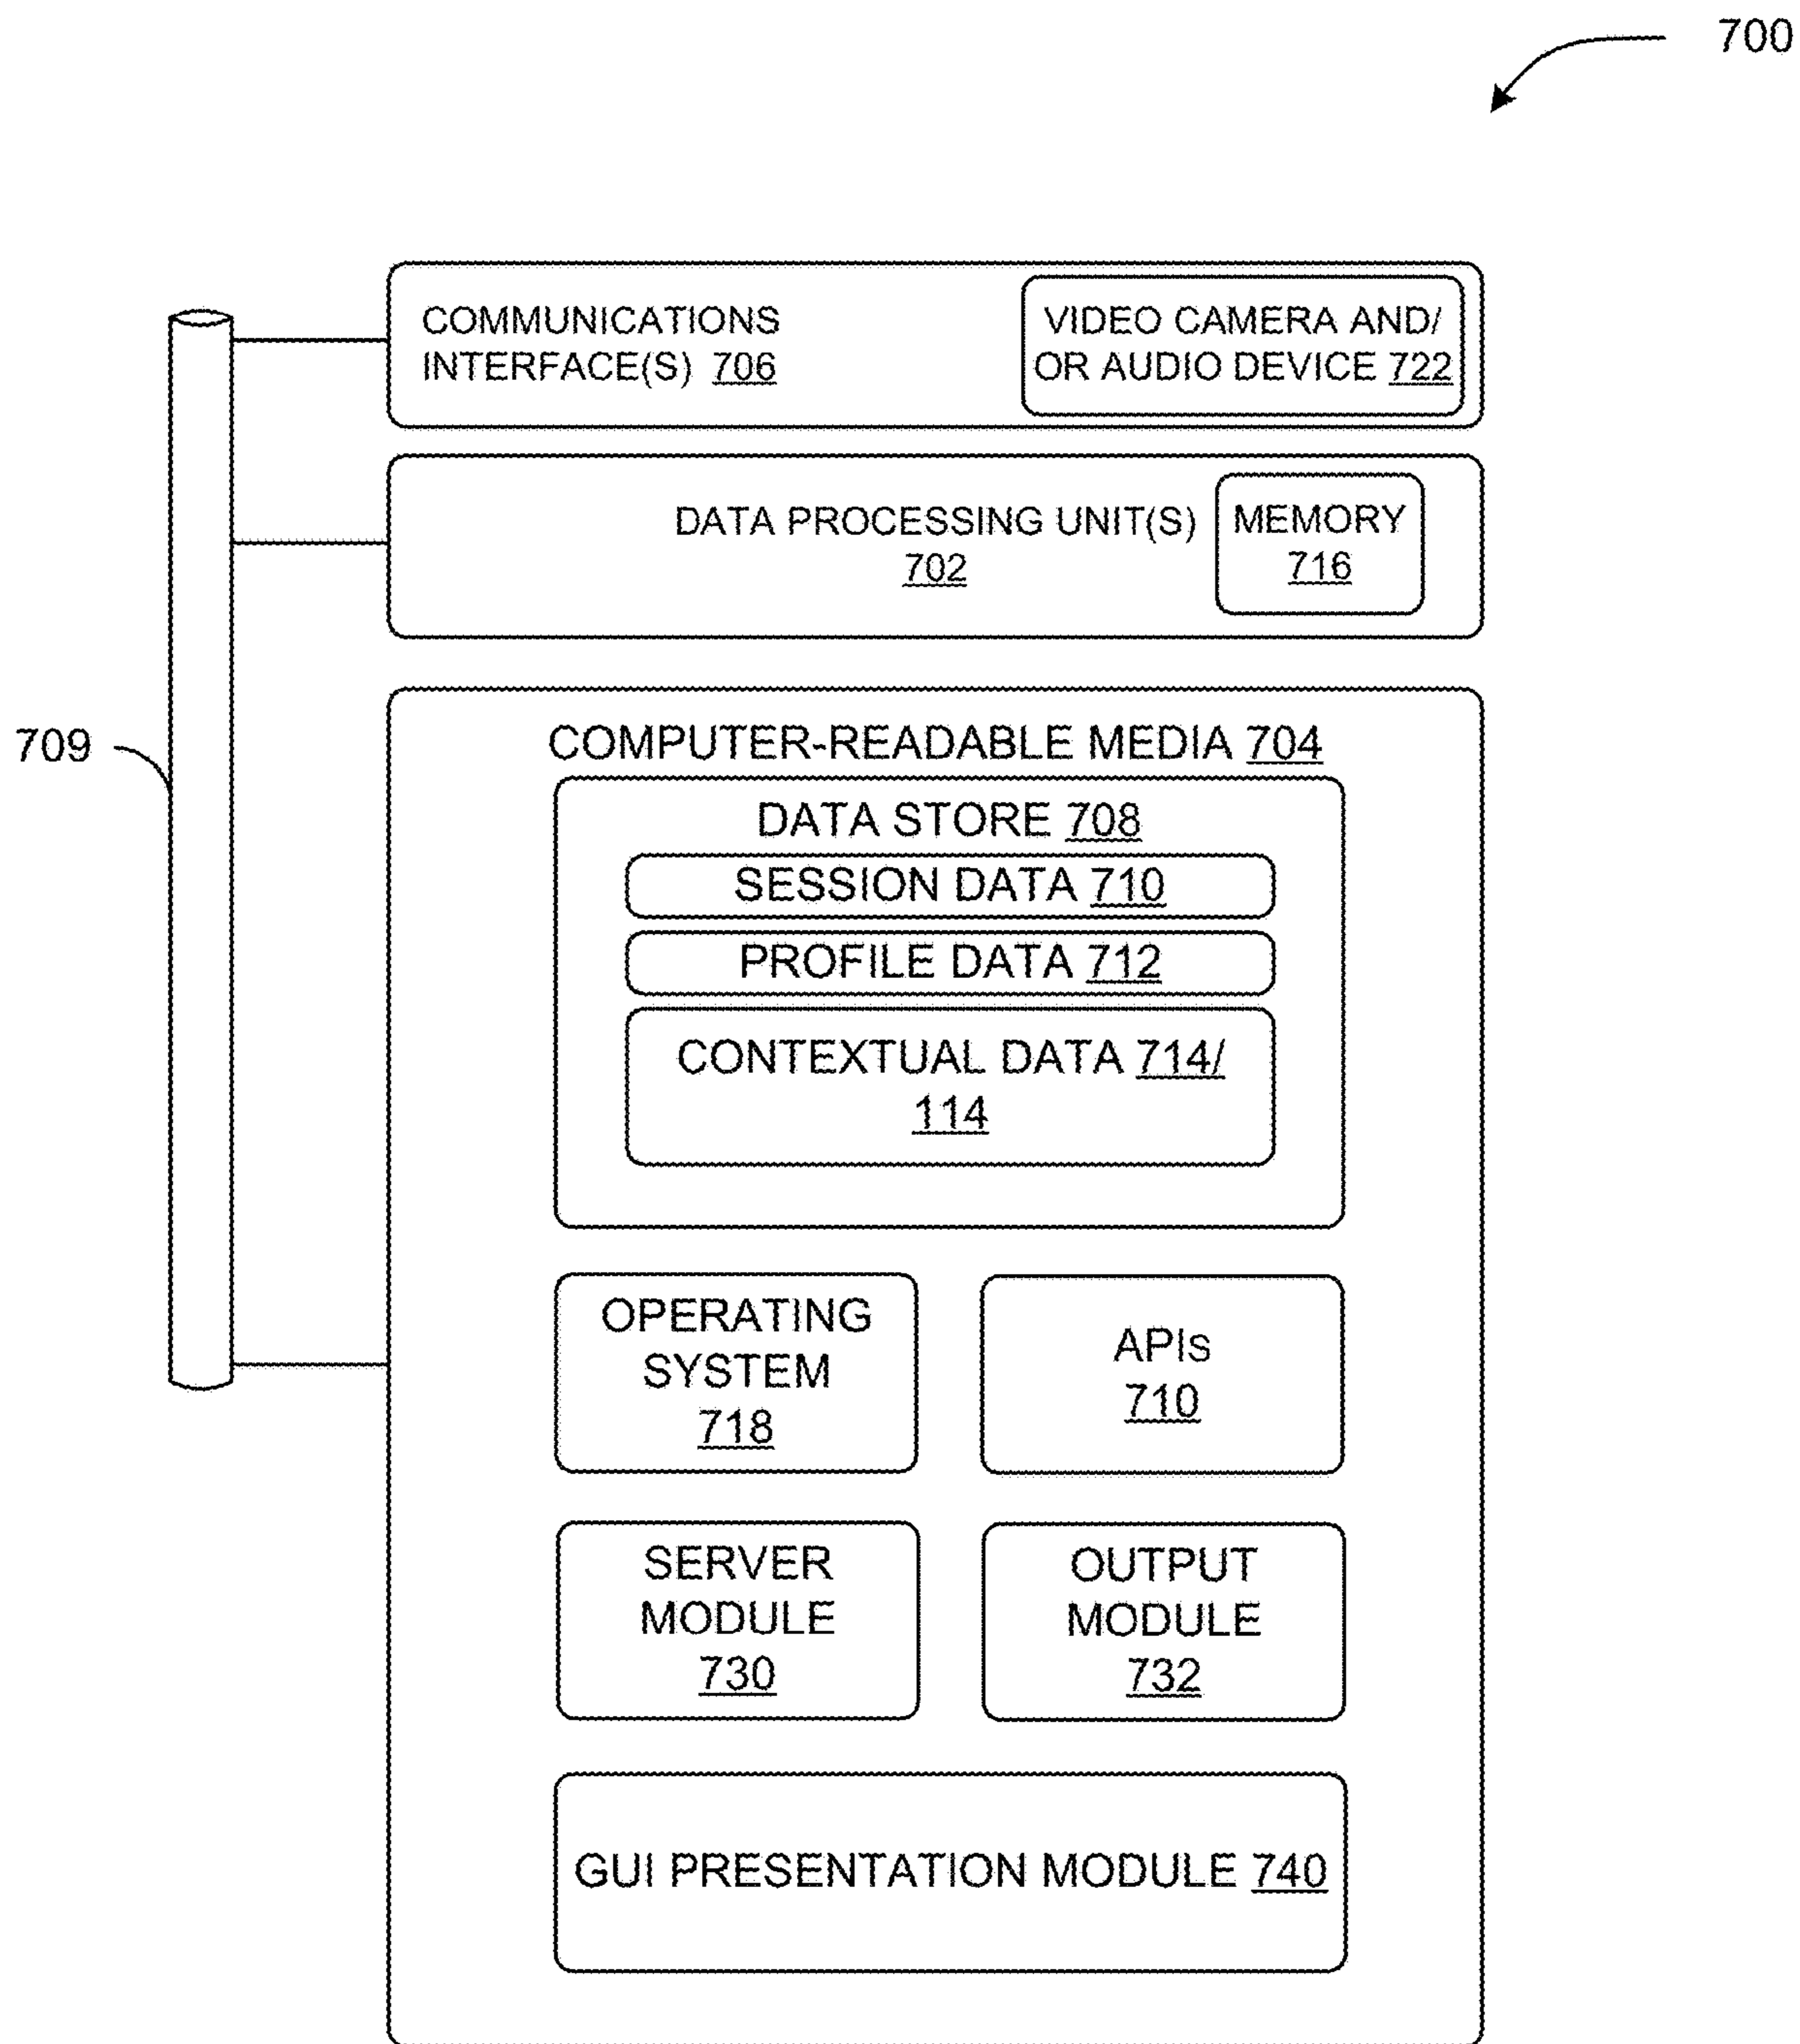 700
COMMUNICATIONS
INTERFACE(S) 706
VIDEO CAMERA AND/
OR AUDIO DEVICE 722
DATA PROCESSING UNIT(S)
702
MEMORY
716
709
COMPUTER-READABLE MEDIA 704
DATA STORE 708
SESSION DATA 710
PROFILE DATA 712
CONTEXTUAL DATA 714/
114
OPERATING
SYSTEM
718
APIs
710
SERVER
MODULE
730
OUTPUT
MODULE
732
GUI PRESENTATION MODULE 740